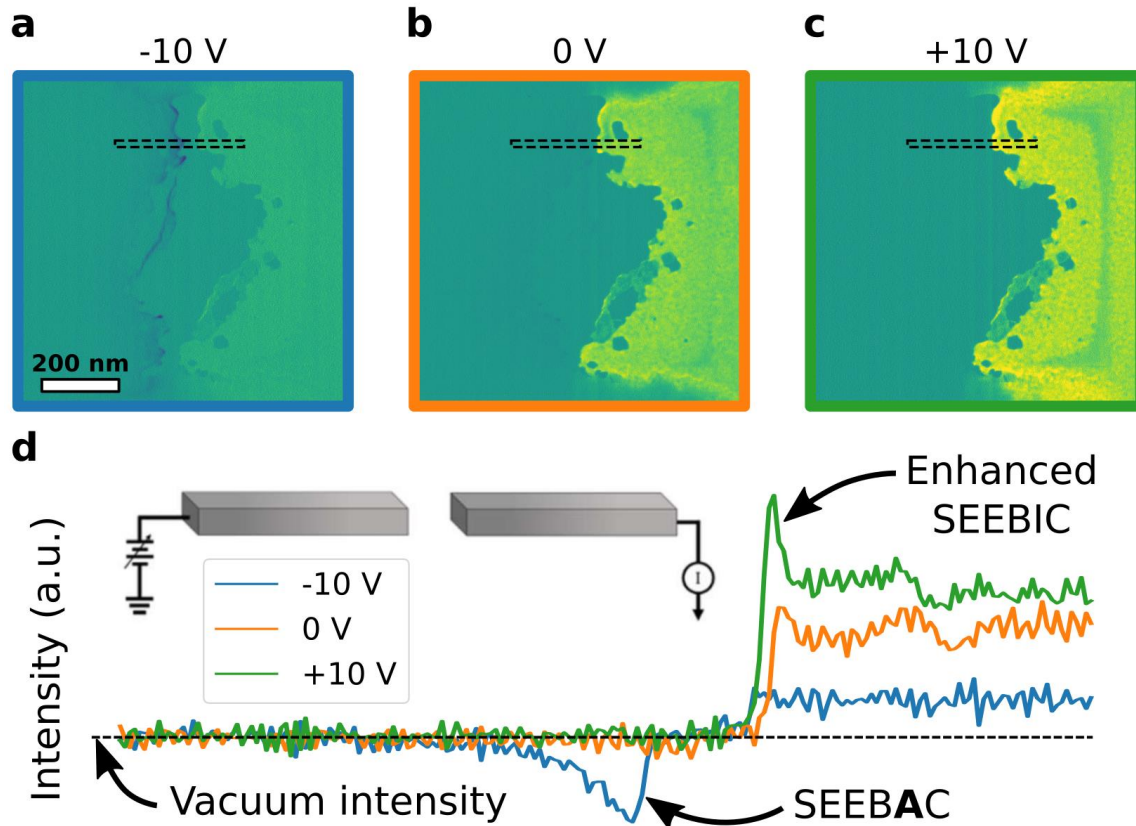 a
-10 V
b
0 V
c
+10 V
200 nm
d
Intensity (a.u.)
I
-10 V
0 V
+10 V
Enhanced
SEEBIC
Vacuum intensity
SEEBAC